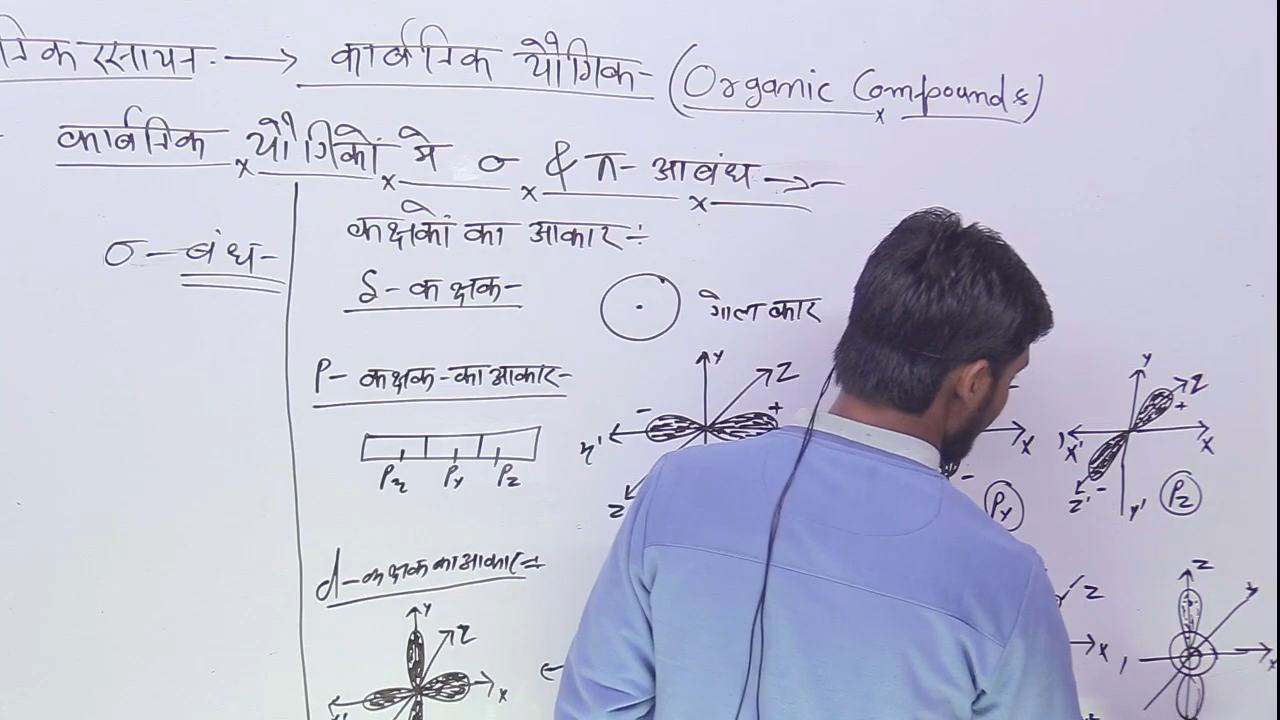 रसायन → कार्बनिक यौगिक- (Organic Compounds)
कार्बनिक यौगिकों मे σ & π- आबंध →
σ - बंध-
कक्षकों का आकार ÷
S - कक्षक-
गोलाकार
P - कक्षक - का आकार -
Px Py Pz
Y Z - + x' Z'
X Py
Y Z + X X' Z' - Y' Pz
d - कक्षक का आकार ÷
Y Z X
Z X
Z